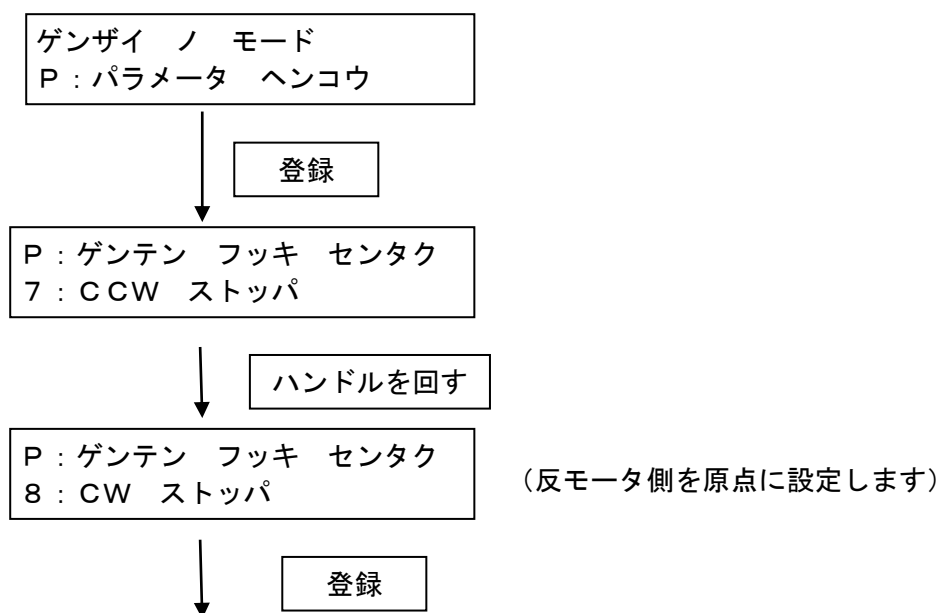 ゲンザイ　ノ　モード
Ｐ：パラメータ　ヘンコウ
登録
Ｐ：ゲンテン　フッキ　センタク
７：ＣＣＷ　ストッパ
ハンドルを回す
Ｐ：ゲンテン　フッキ　センタク
８：ＣＷ　ストッパ
（反モータ側を原点に設定します）
登録